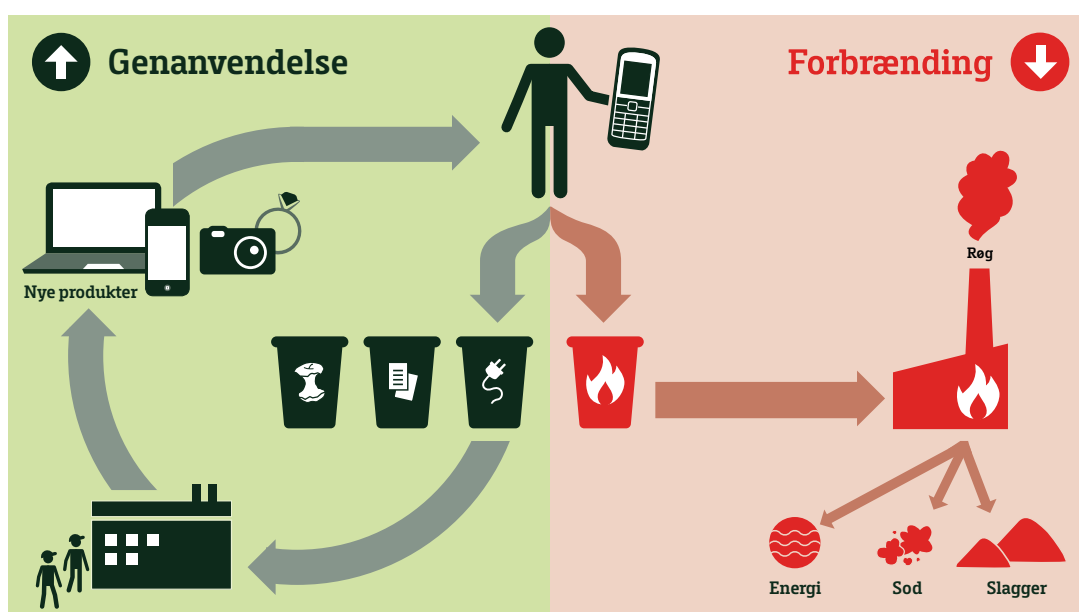 Genanvendelse
Forbrænding
Røg
Nye produkter
Energi
Sod
Slagger